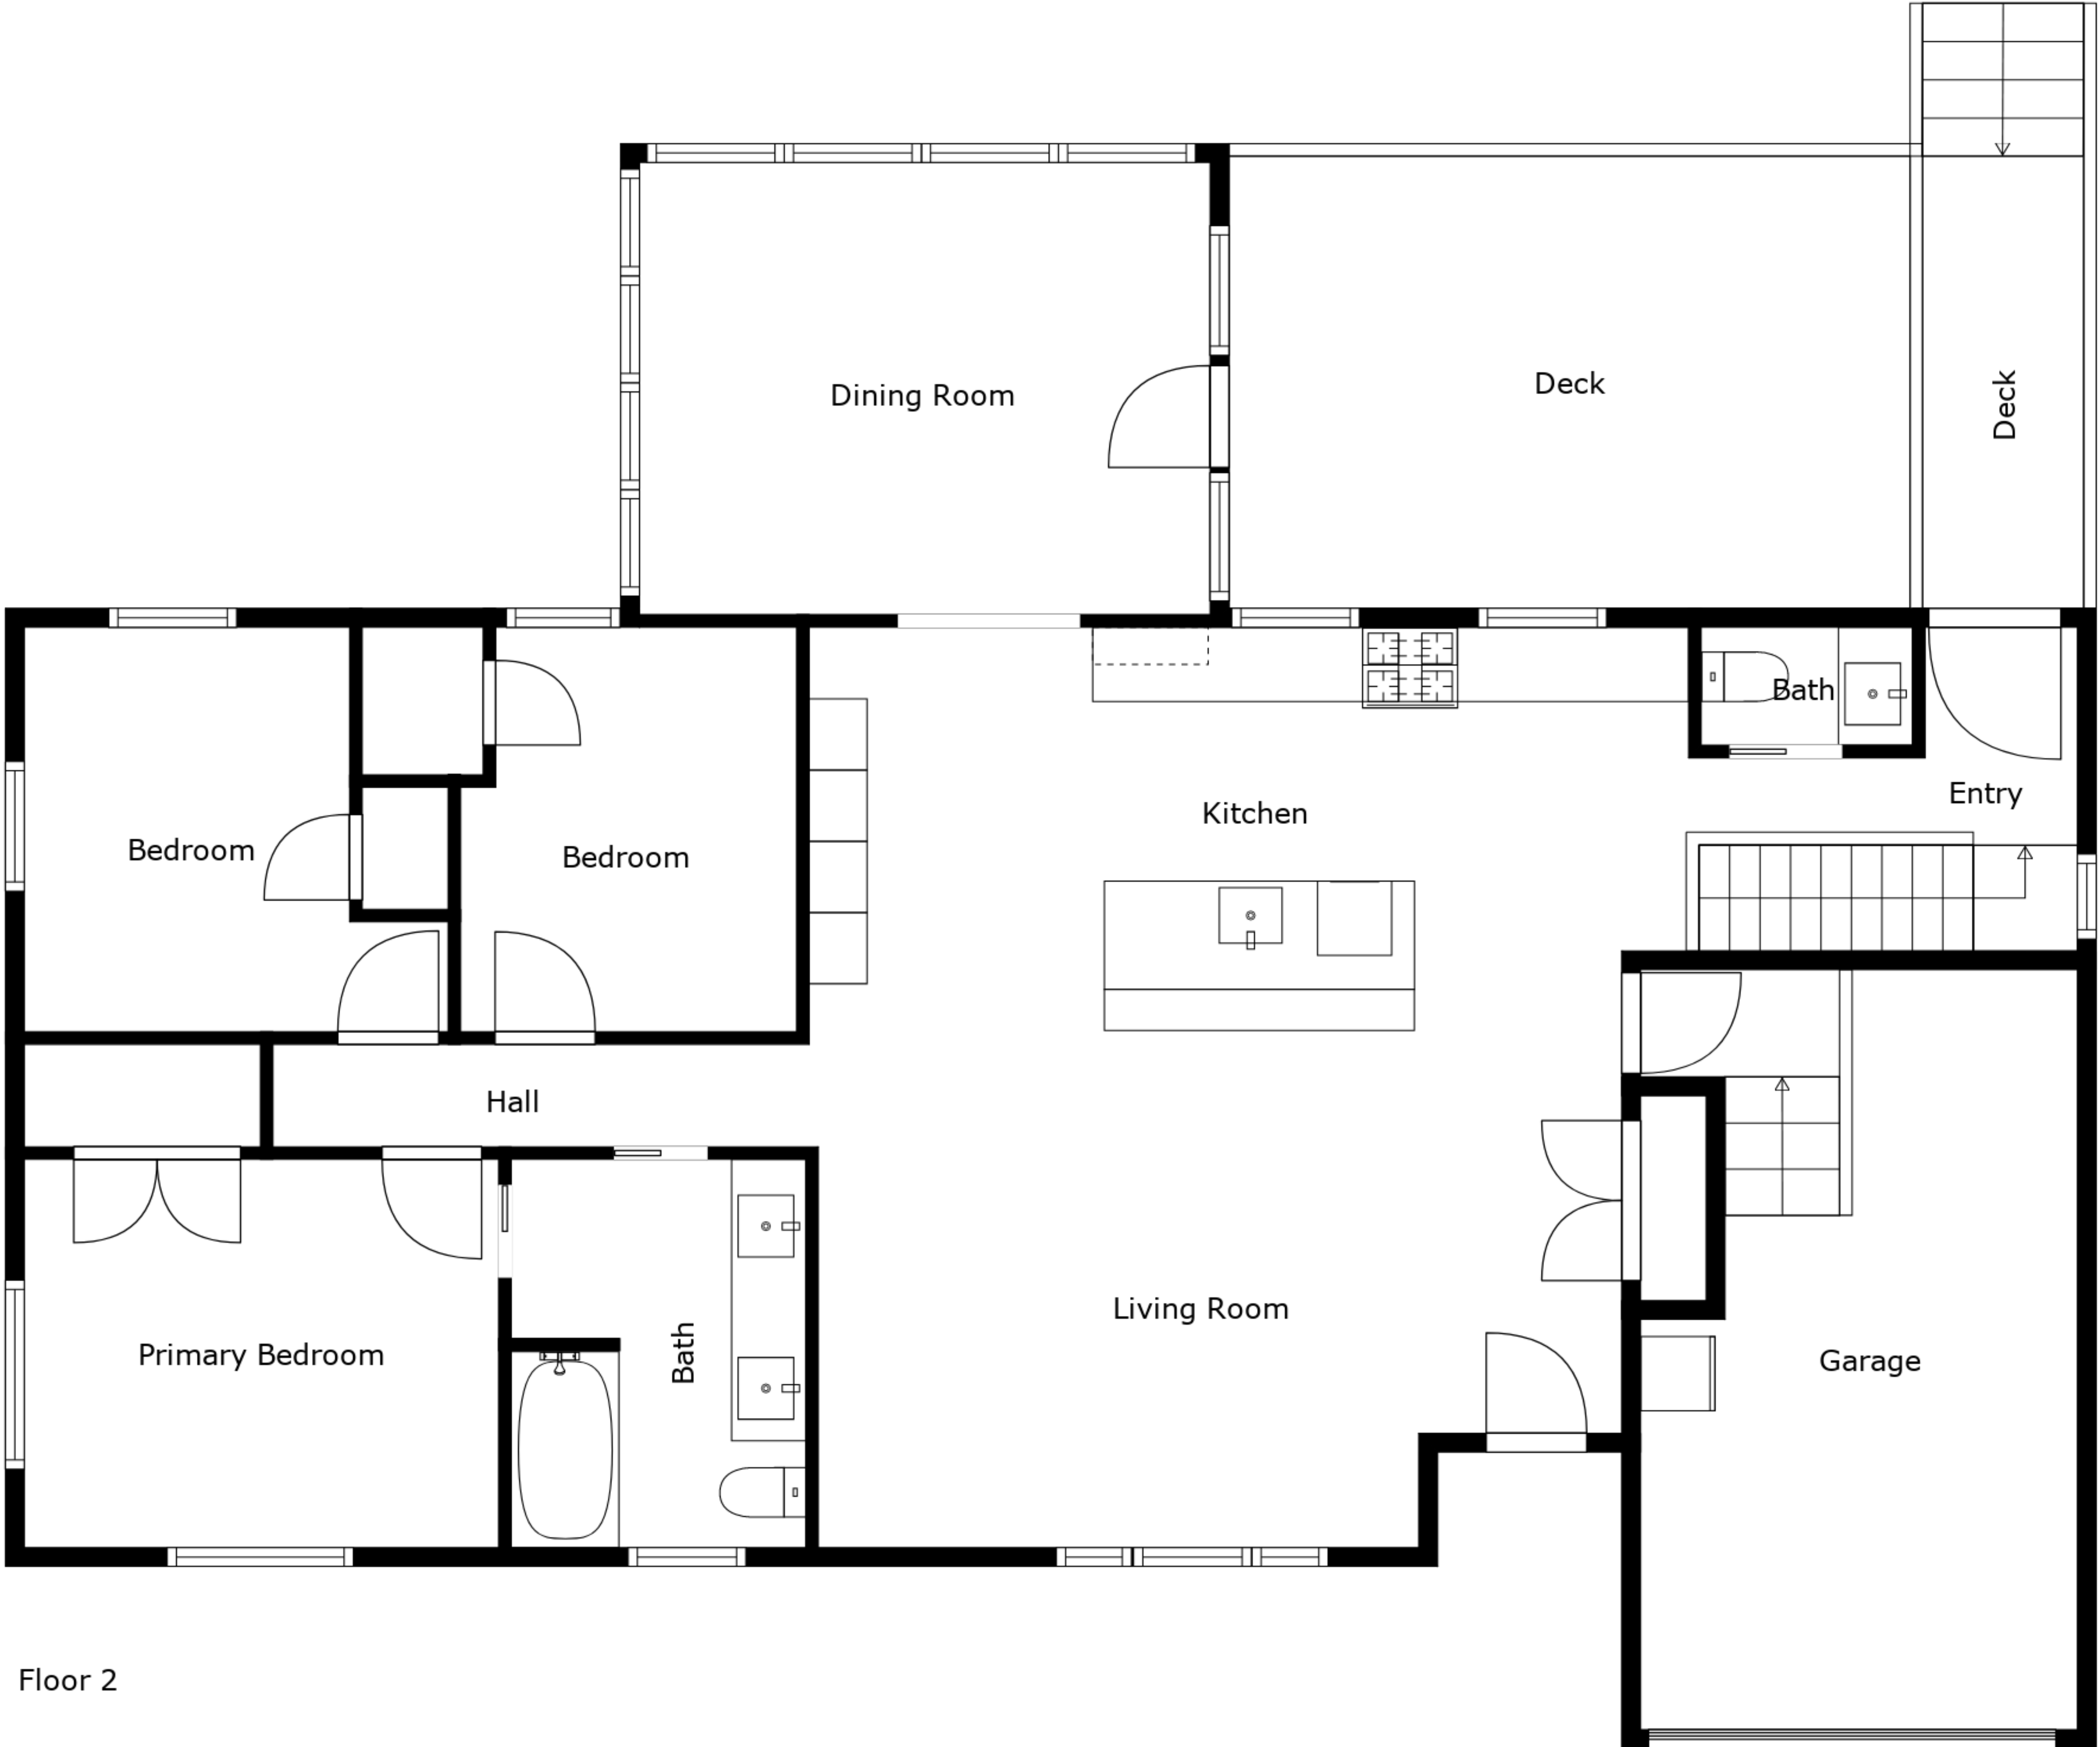 Dining Room
Deck
Deck
Bath
Entry
Kitchen
Bedroom
Bedroom
Hall
Living Room
Primary Bedroom
Bath
Garage
Floor 2